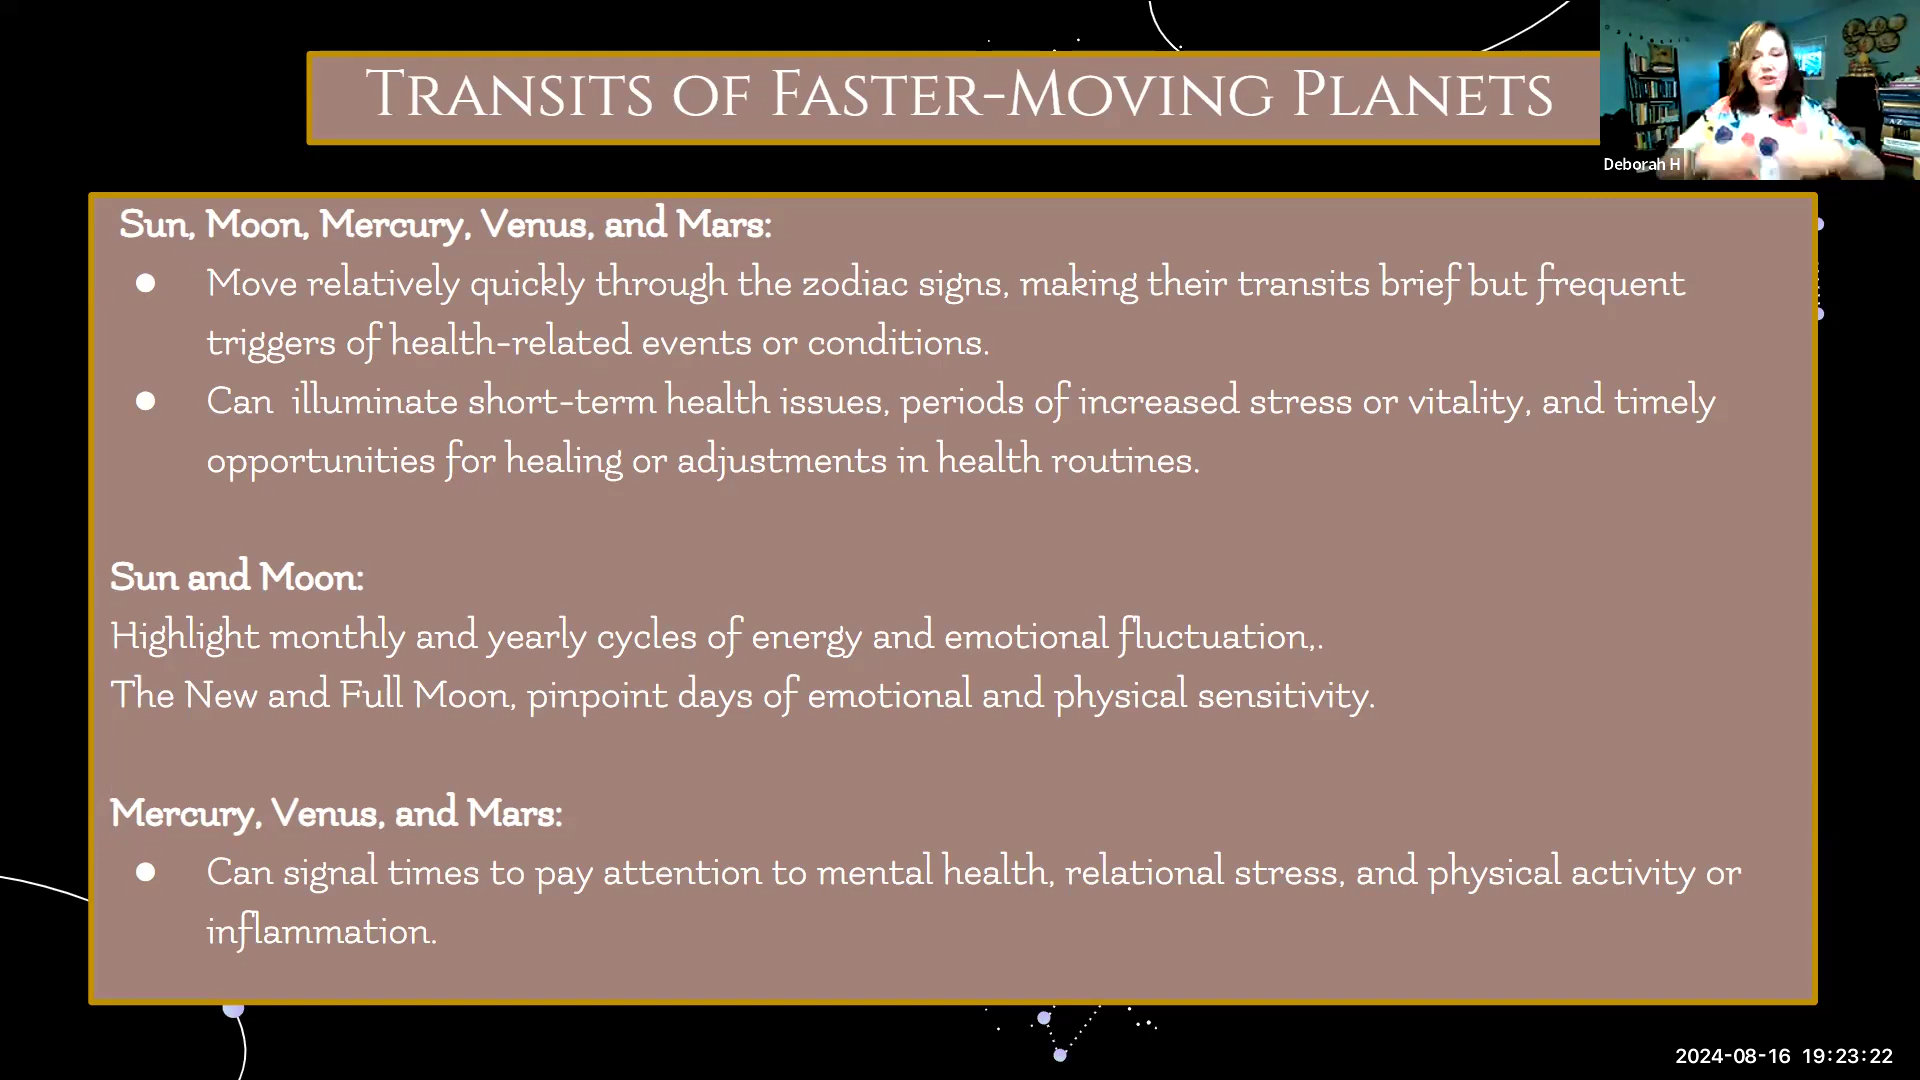 Transits of Faster-Moving Planets
Deborah H
Sun, Moon, Mercury, Venus, and Mars:
● Move relatively quickly through the zodiac signs, making their transits brief but frequent
triggers of health-related events or conditions.
● Can illuminate short-term health issues, periods of increased stress or vitality, and timely
opportunities for healing or adjustments in health routines.
Sun and Moon:
Highlight monthly and yearly cycles of energy and emotional fluctuation,.
The New and Full Moon, pinpoint days of emotional and physical sensitivity.
Mercury, Venus, and Mars:
● Can signal times to pay attention to mental health, relational stress, and physical activity or
inflammation.
2024-08-16 19:23:22